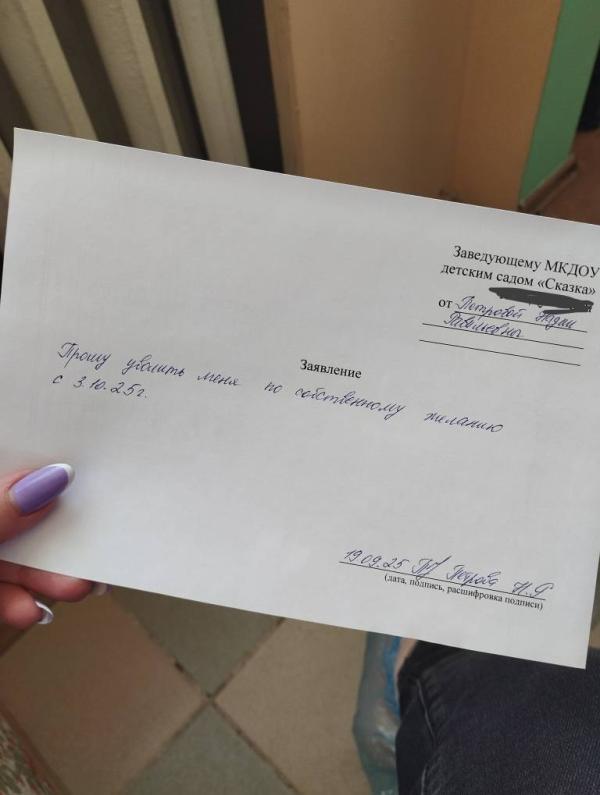 Заведующему МКДОУ
детским садом «Сказка»
от Петровой Нади
Павловны
Заявление
Прошу уволить меня по собственному желанию
с 3.10.25г.
19.09.25 Петрова Н.П
(дата, подпись, расшифровка подписи)